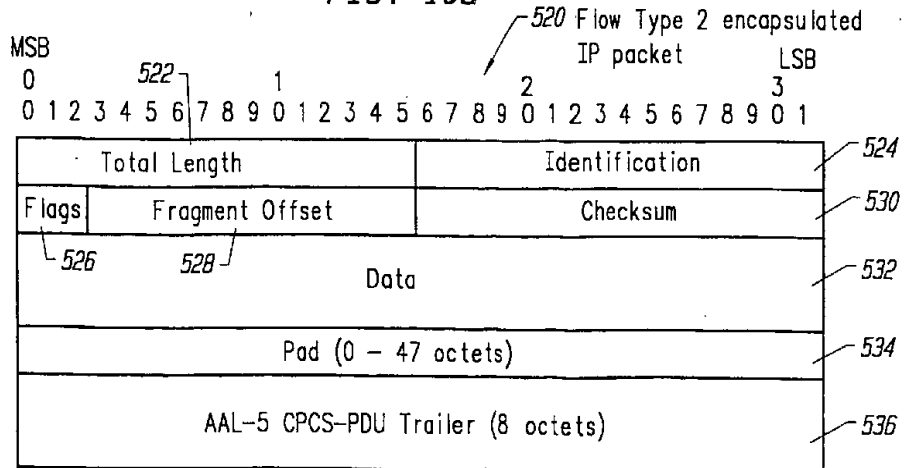 520 Flow Type 2 encapsulated
IP packet
MSB LSB
0 522 1 2 3
0 1 2 3 4 5 6 7 8 9 0 1 2 3 4 5 6 7 8 9 0 1 2 3 4 5 6 7 8 9 0 1
Total Length Identification 524
Flags Fragment Offset Checksum 530
526 528
Data 532
Pad (0 – 47 octets) 534
AAL-5 CPCS-PDU Trailer (8 octets) 536